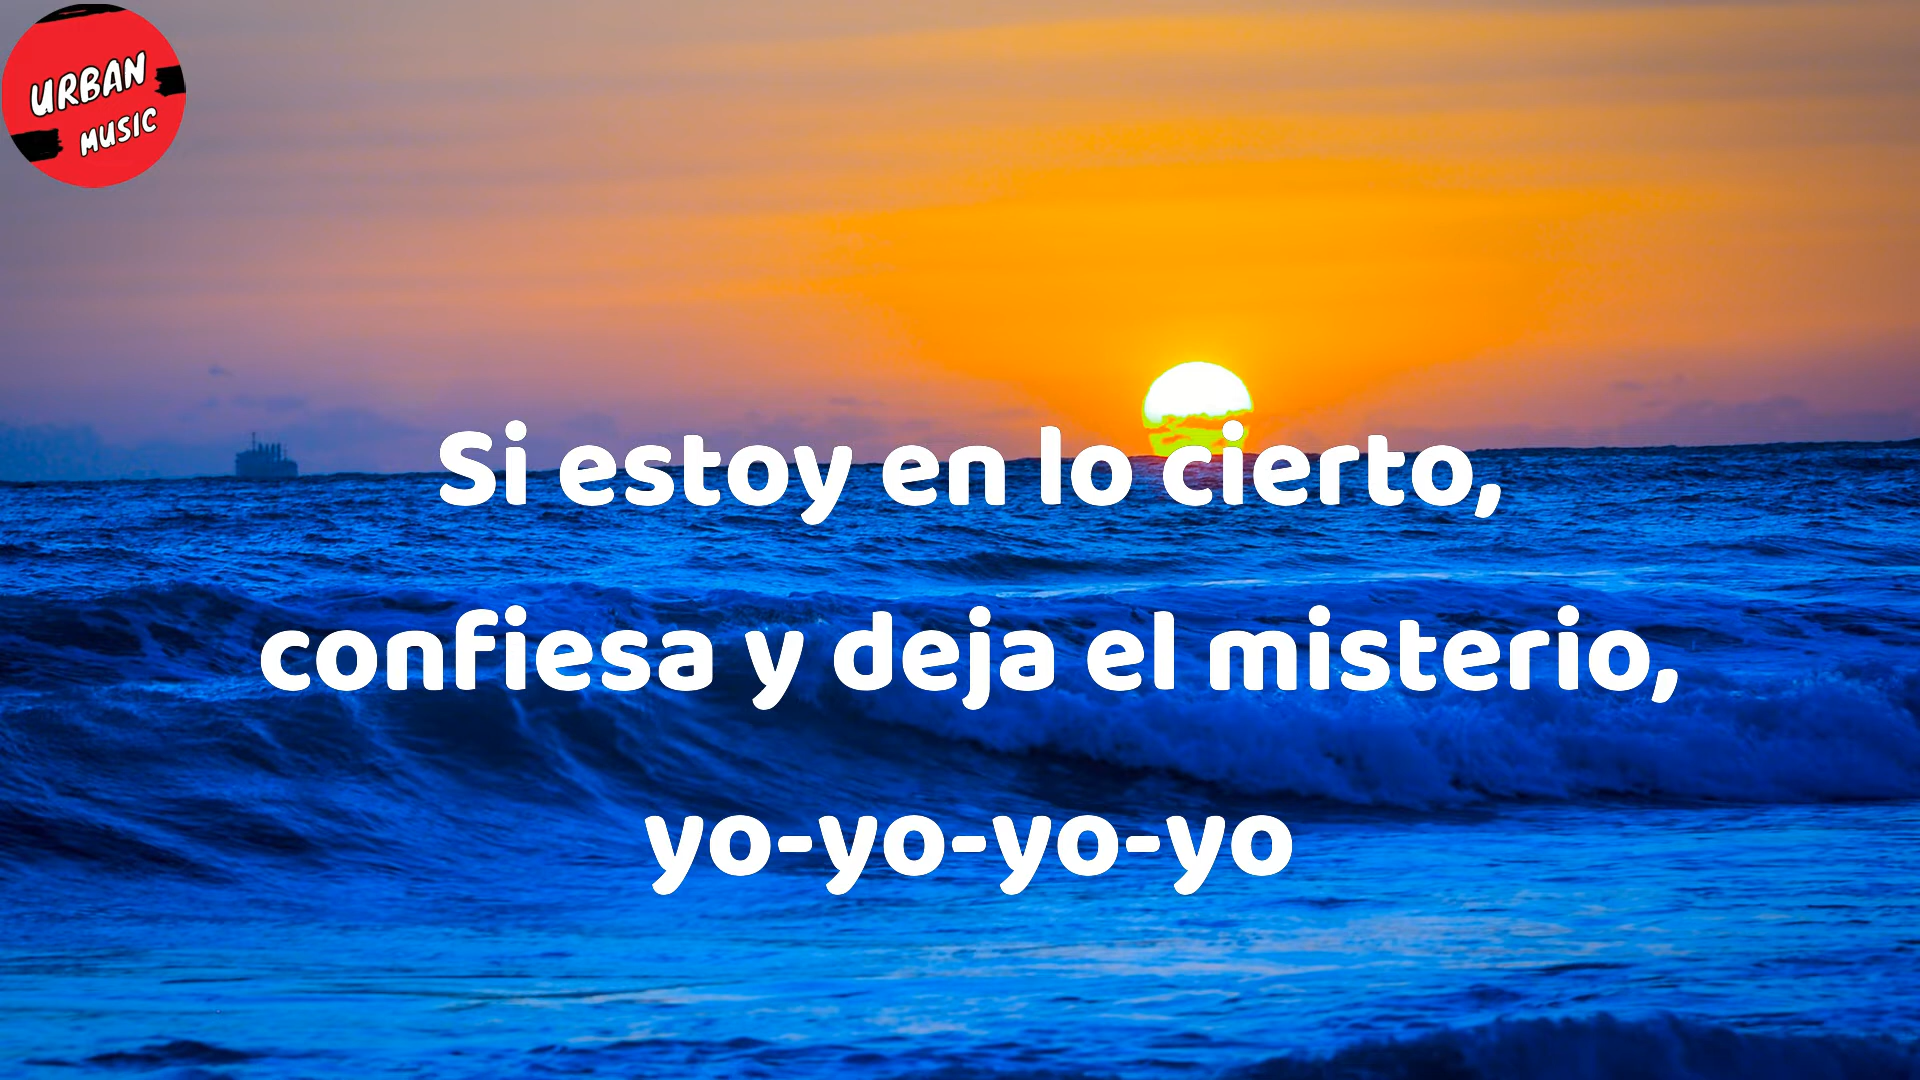 URBAN
MUSIC
Si estoy en lo cierto,
confiesa y deja el misterio,
yo-yo-yo-yo